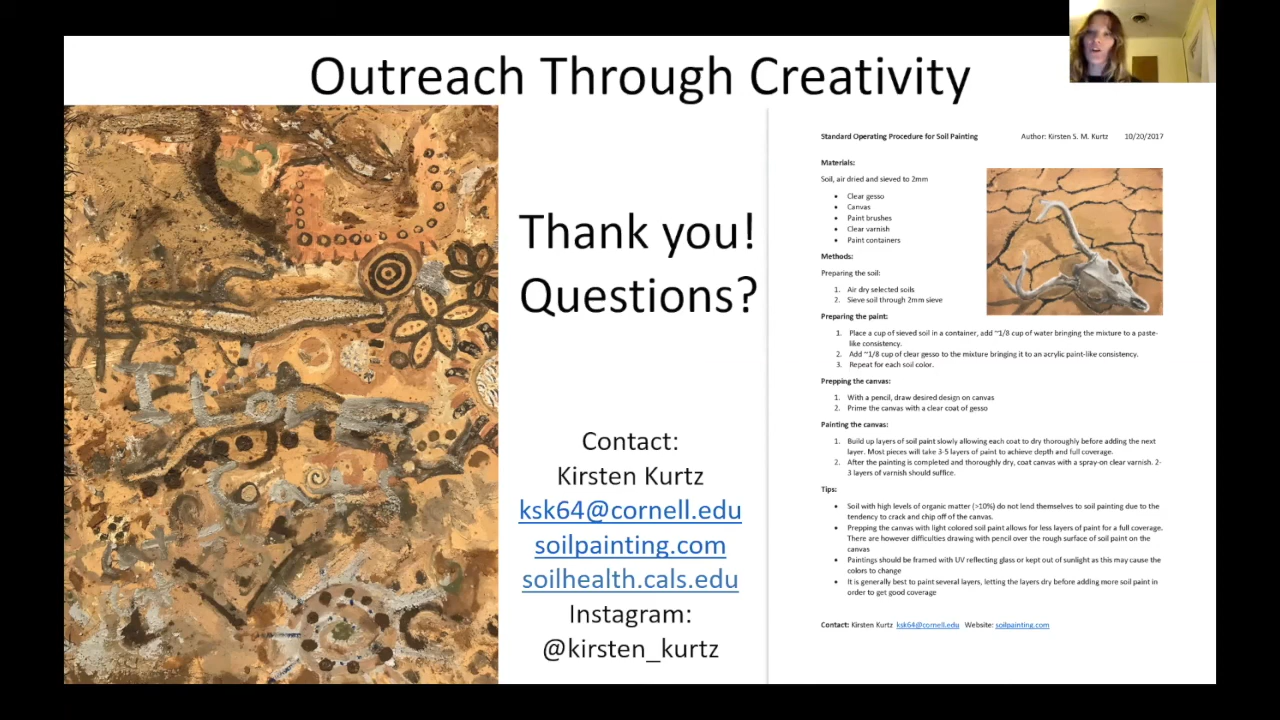 Outreach Through Creativity
Thank you!
Questions?
Contact:
Kirsten Kurtz
ksk64@cornell.edu
soilpainting.com
soilhealth.cals.edu
Instagram:
@kirsten_kurtz
Standard Operating Procedure for Soil Painting Author: Kirsten S. M. Kurtz 10/20/2017
Materials:
Soil, air dried and sieved to 2mm
• Clear gesso
• Canvas
• Paint brushes
• Clear varnish
• Paint containers
Methods:
Preparing the soil:
1. Air dry selected soils
2. Sieve soil through 2mm sieve
Preparing the paint:
1. Place a cup of sieved soil in a container, add ~1/8 cup of water bringing the mixture to a paste-
like consistency.
2. Add ~1/8 cup of clear gesso to the mixture bringing it to an acrylic paint-like consistency.
3. Repeat for each soil color.
Prepping the canvas:
1. With a pencil, draw desired design on canvas
2. Prime the canvas with a clear coat of gesso
Painting the canvas:
1. Build up layers of soil paint slowly allowing each coat to dry thoroughly before adding the next
layer. Most pieces will take 3-5 layers of paint to achieve depth and full coverage.
2. After the painting is completed and thoroughly dry, coat canvas with a spray-on clear varnish. 2-
3 layers of varnish should suffice.
Tips:
• Soil with high levels of organic matter (>10%) do not lend themselves to soil painting due to the
tendency to crack and chip off of the canvas.
• Prepping the canvas with light colored soil paint allows for less layers of paint for a full coverage.
There are however difficulties drawing with pencil over the rough surface of soil paint on the
canvas
• Paintings should be framed with UV reflecting glass or kept out of sunlight as this may cause the
colors to change
• It is generally best to paint several layers, letting the layers dry before adding more soil paint in
order to get good coverage
Contact: Kirsten Kurtz ksk64@cornell.edu Website: soilpainting.com